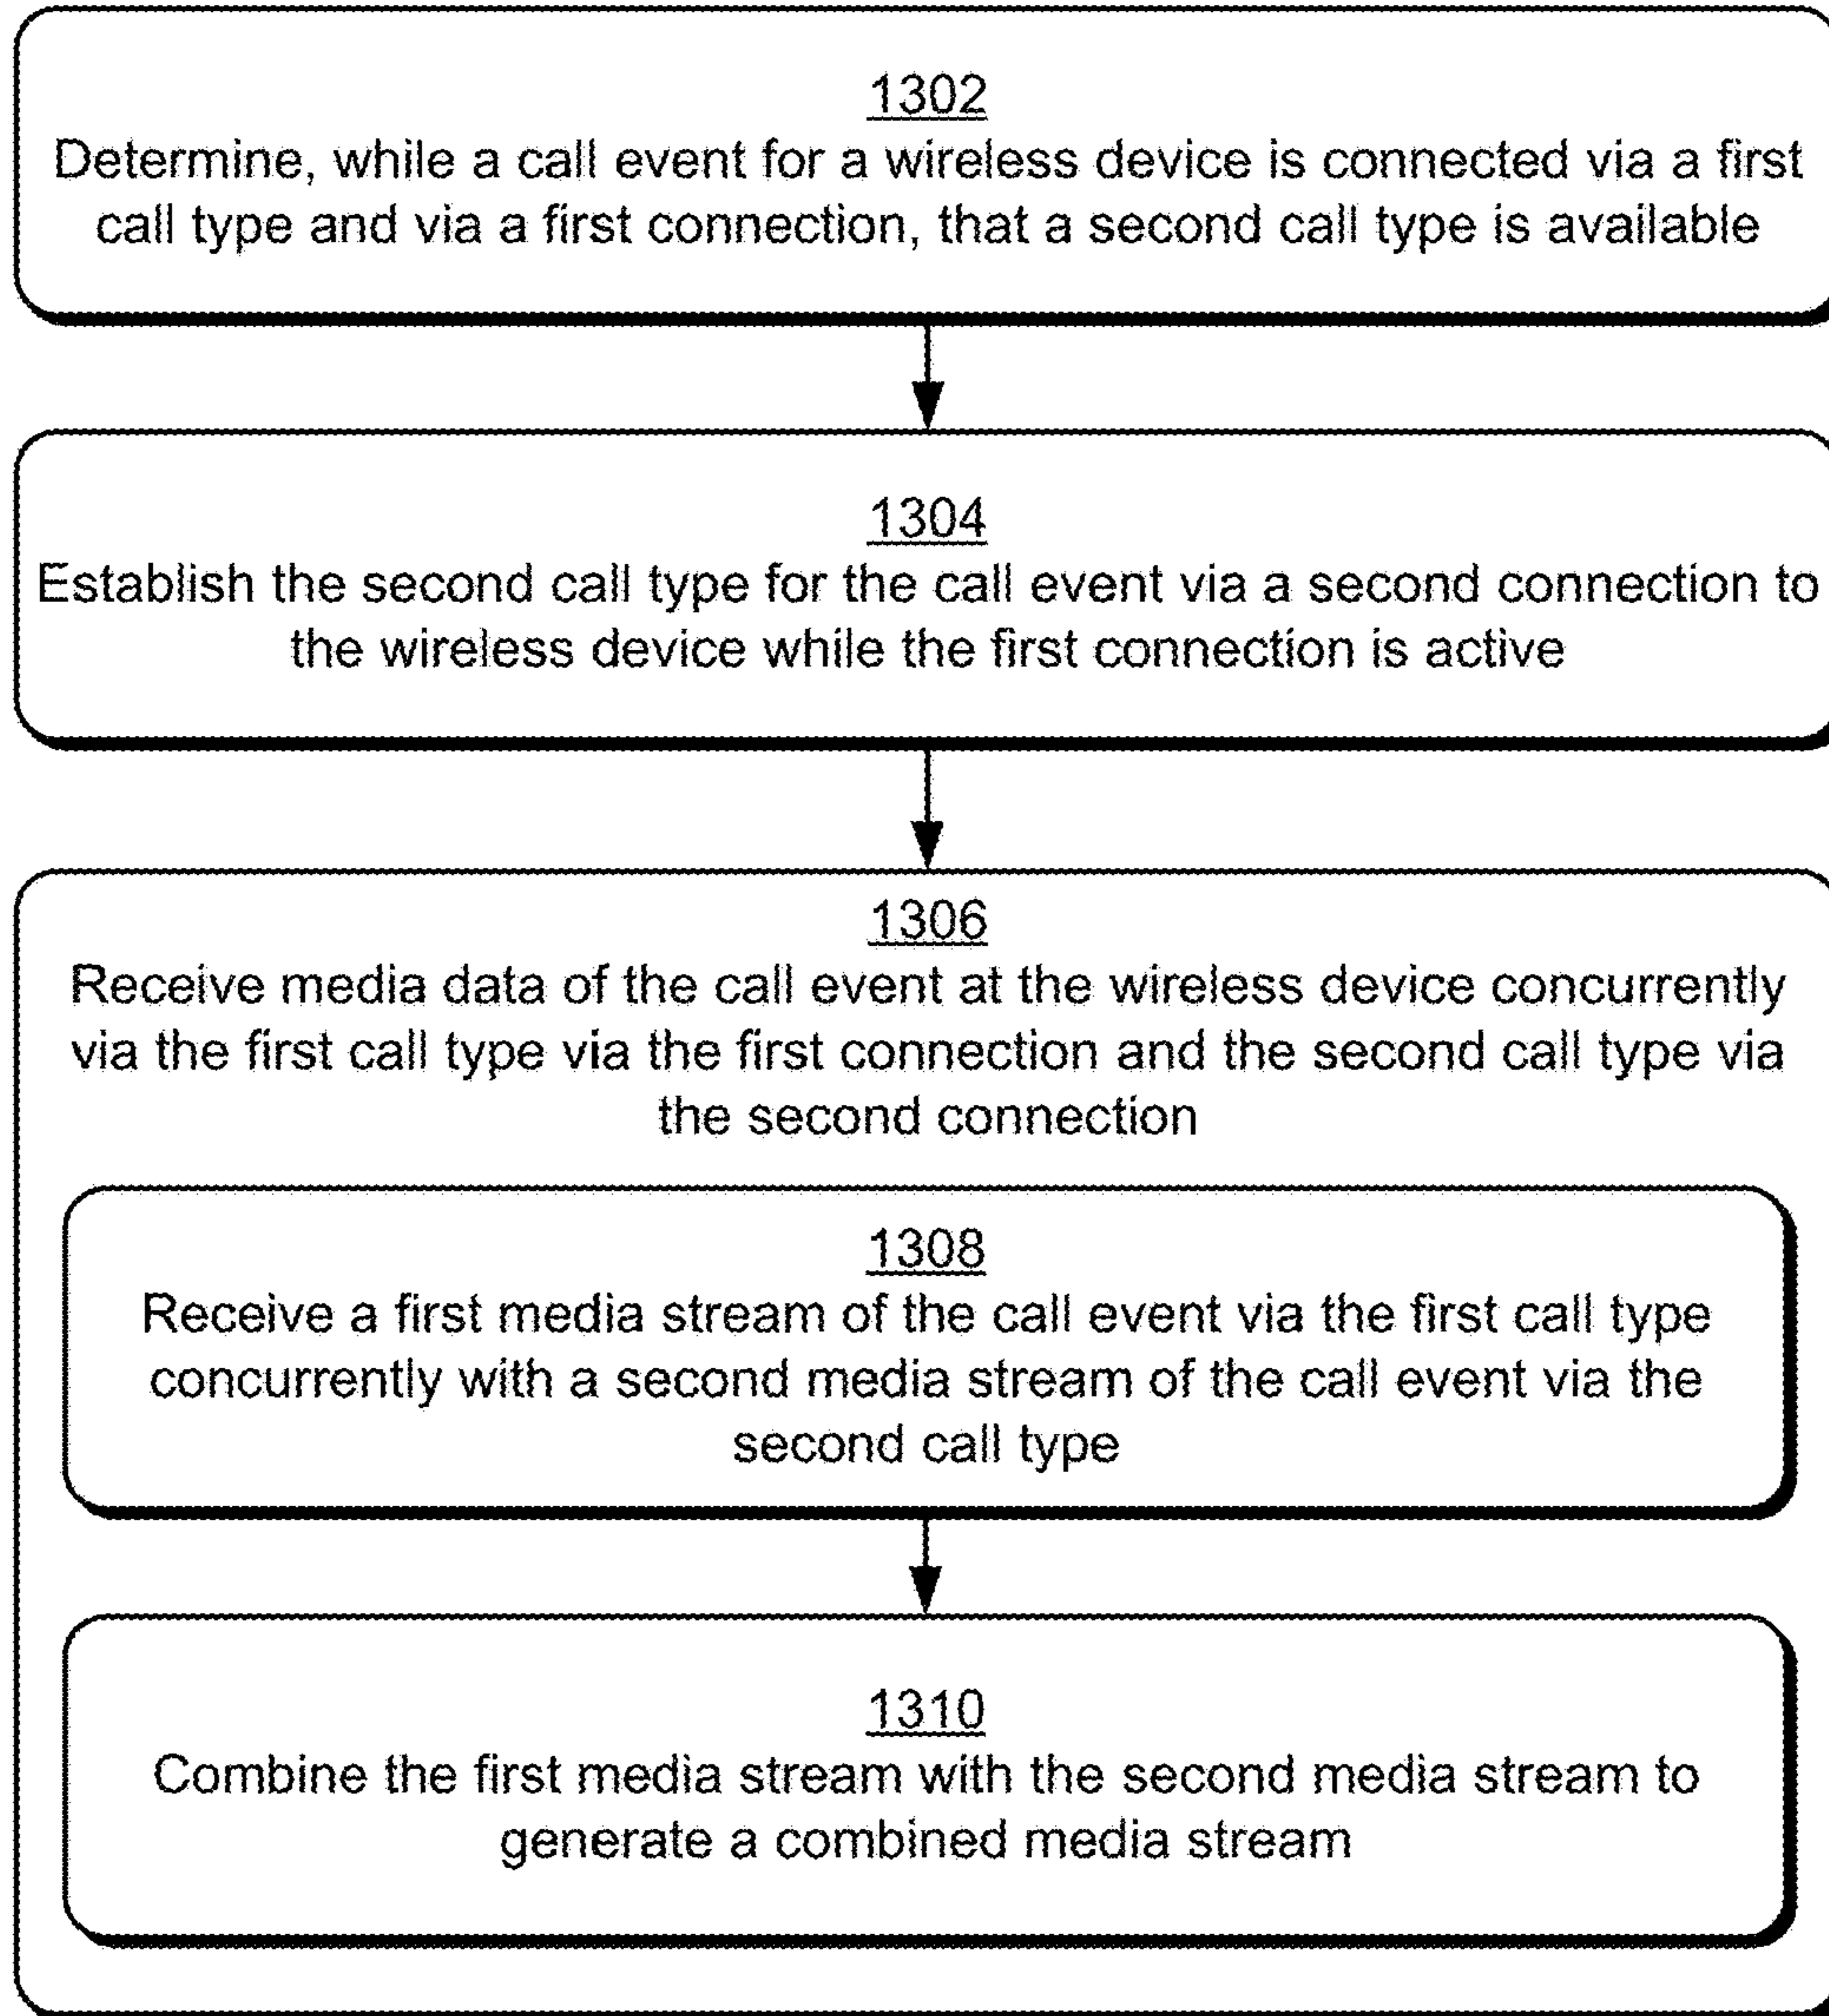 1302
Determine, while a call event for a wireless device is connected via a first
call type and via a first connection, that a second call type is available
1304
Establish the second call type for the call event via a second connection to
the wireless device while the first connection is active
1306
Receive media data of the call event at the wireless device concurrently
via the first call type via the first connection and the second call type via
the second connection
1308
Receive a first media stream of the call event via the first call type
concurrently with a second media stream of the call event via the
second call type
1310
Combine the first media stream with the second media stream to
generate a combined media stream